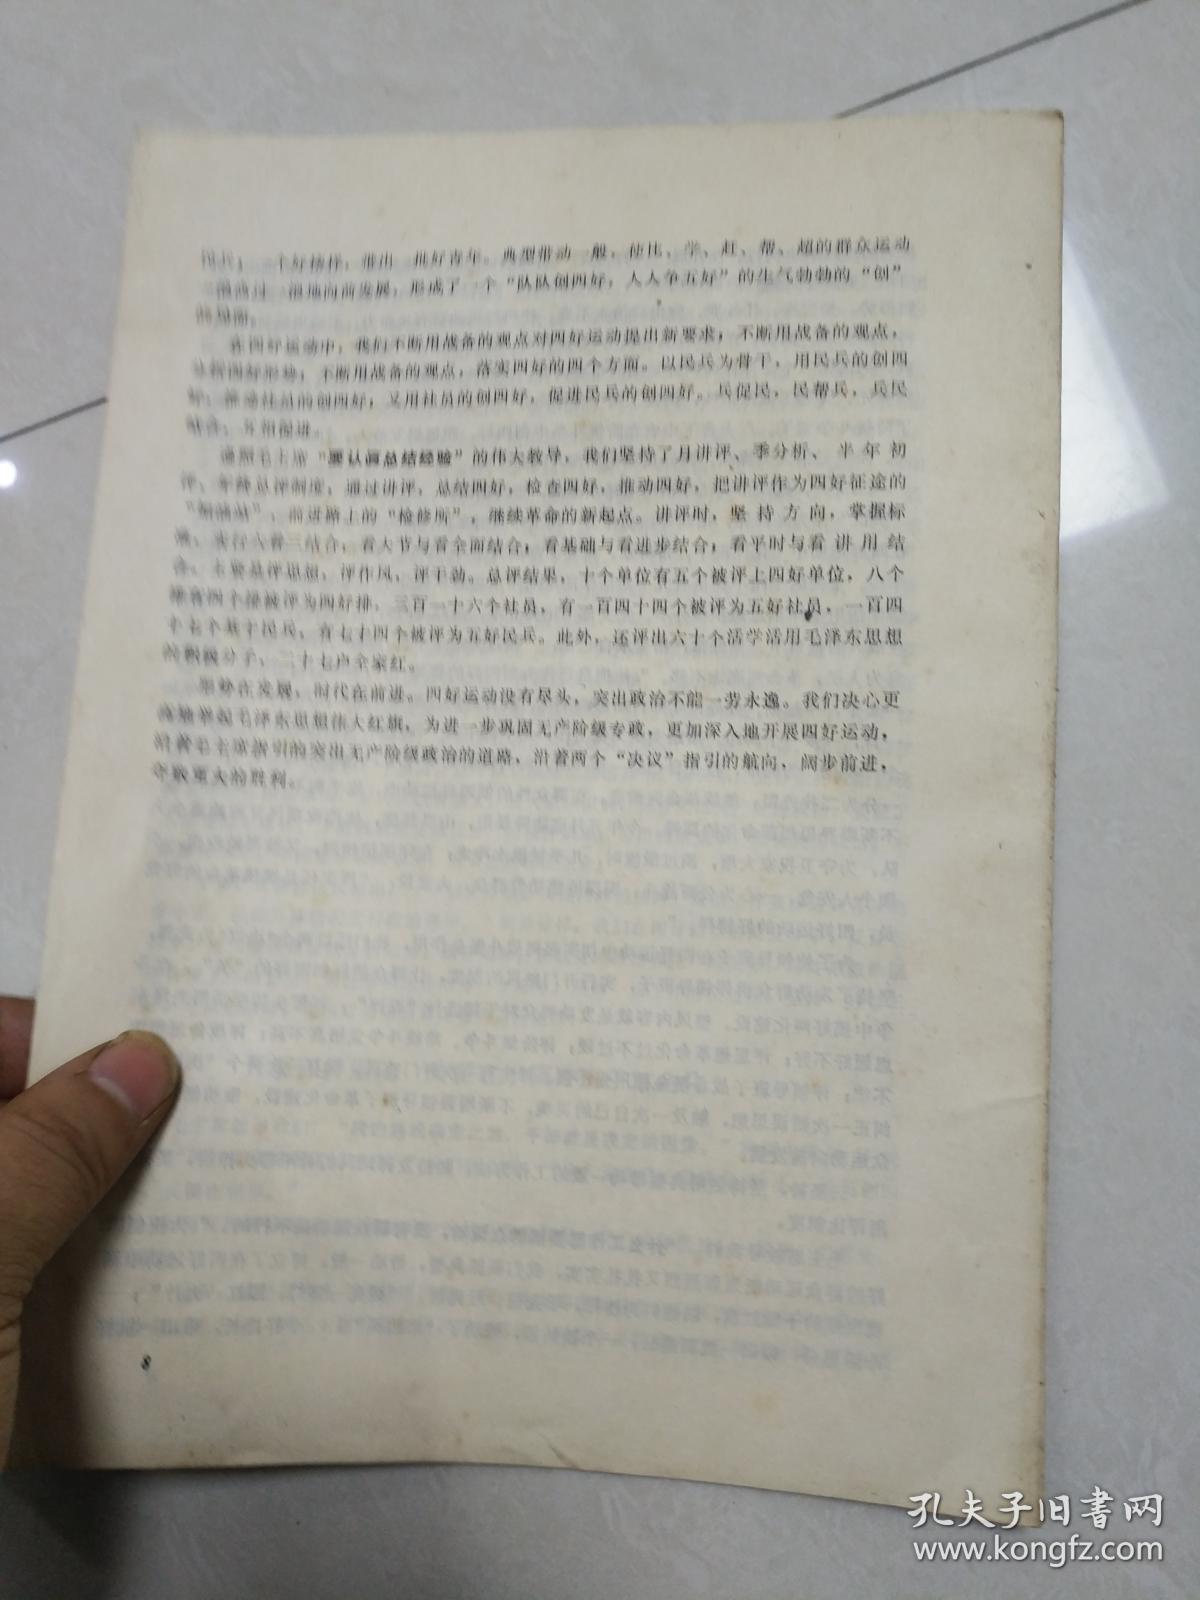 民兵；一个好榜样，带出一批好青年。典型带动一般，使比、学、赶、帮、超的群众运动
一浪高过一浪地向前发展，形成了一个“队队创四好，人人争五好”的生气勃勃的“创”
的局面。
在四好运动中，我们不断用战备的观点对四好运动提出新要求；不断用战备的观点，
分析四好形势；不断用战备的观点，落实四好的四个方面。以民兵为骨干，用民兵的创四
好，推动社员的创四好；又用社员的创四好，促进民兵的创四好。兵促民，民帮兵，兵民
结合，互相促进。
遵照毛主席“要认真总结经验”的伟大教导，我们坚持了月讲评、季分析、半年初
评、年终总评制度，通过讲评，总结四好，检查四好，推动四好，把讲评作为四好征途的
“加油站”，前进路上的“检修所”，继续革命的新起点。讲评时，坚持方向，掌握标
准，实行六看三结合，看大节与看全面结合；看基础与看进步结合；看平时与看讲用结
合。主要是评思想，评作风，评干劲。总评结果，十个单位有五个被评上四好单位，八个
排有四个排被评为四好排，三百一十六个社员，有一百四十四个被评为五好社员，一百四
十七个基干民兵，有七十四个被评为五好民兵。此外，还评出六十个活学活用毛泽东思想
积极分子，二十七户全家红。
形势在发展，时代在前进。四好运动没有尽头，突出政治不能一劳永逸。我们决心更
高地举起毛泽东思想伟大红旗，为进一步巩固无产阶级专政，更加深入地开展四好运动，
沿着毛主席指引的突出无产阶级政治的道路，沿着两个“决议”指引的航向，阔步前进，
夺取更大的胜利。
8
孔夫子旧书网
www.kongfz.com